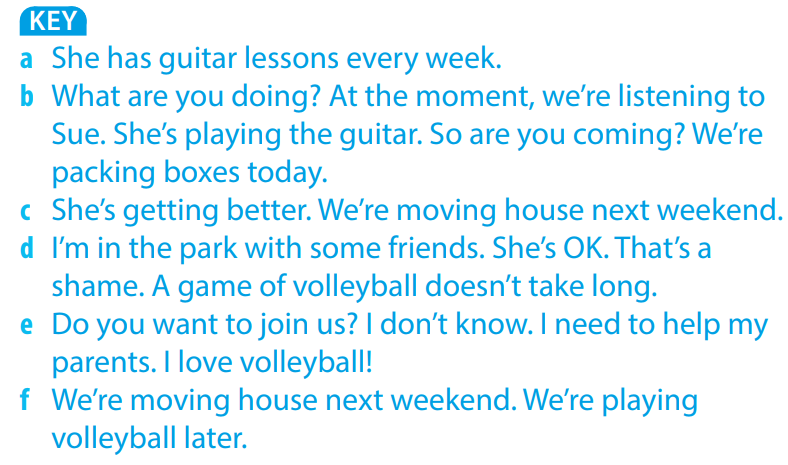 KEY
a She has guitar lessons every week.
b What are you doing? At the moment, we’re listening to
Sue. She’s playing the guitar. So are you coming? We’re
packing boxes today.
c She’s getting better. We’re moving house next weekend.
d I’m in the park with some friends. She’s OK. That’s a
shame. A game of volleyball doesn’t take long.
e Do you want to join us? I don’t know. I need to help my
parents. I love volleyball!
f We’re moving house next weekend. We’re playing
volleyball later.